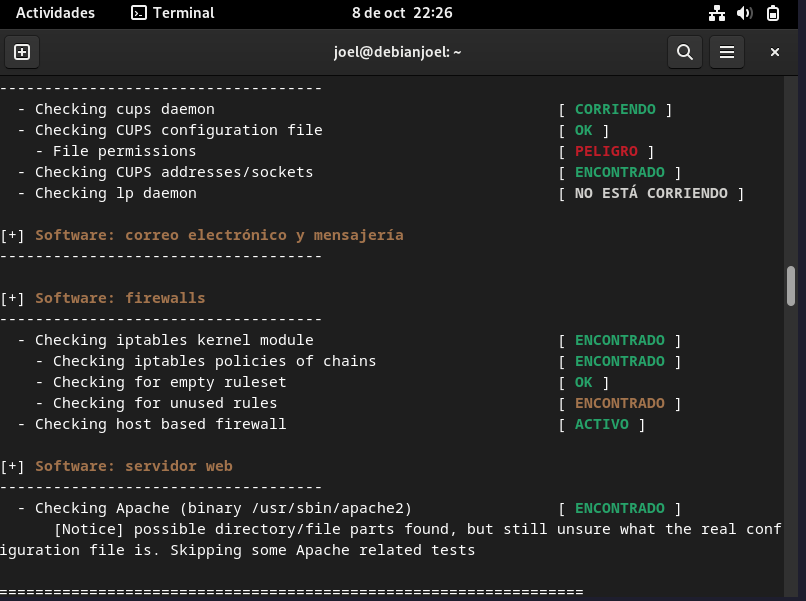 Actividades Terminal 8 de oct 22:26
joel@debianjoel: ~
------------------------------------
- Checking cups daemon [ CORRIENDO ]
- Checking CUPS configuration file [ OK ]
- File permissions [ PELIGRO ]
- Checking CUPS addresses/sockets [ ENCONTRADO ]
- Checking lp daemon [ NO ESTÁ CORRIENDO ]
[+] Software: correo electrónico y mensajería
------------------------------------
[+] Software: firewalls
------------------------------------
- Checking iptables kernel module [ ENCONTRADO ]
- Checking iptables policies of chains [ ENCONTRADO ]
- Checking for empty ruleset [ OK ]
- Checking for unused rules [ ENCONTRADO ]
- Checking host based firewall [ ACTIVO ]
[+] Software: servidor web
------------------------------------
- Checking Apache (binary /usr/sbin/apache2) [ ENCONTRADO ]
[Notice] possible directory/file parts found, but still unsure what the real conf
iguration file is. Skipping some Apache related tests
=================================================================